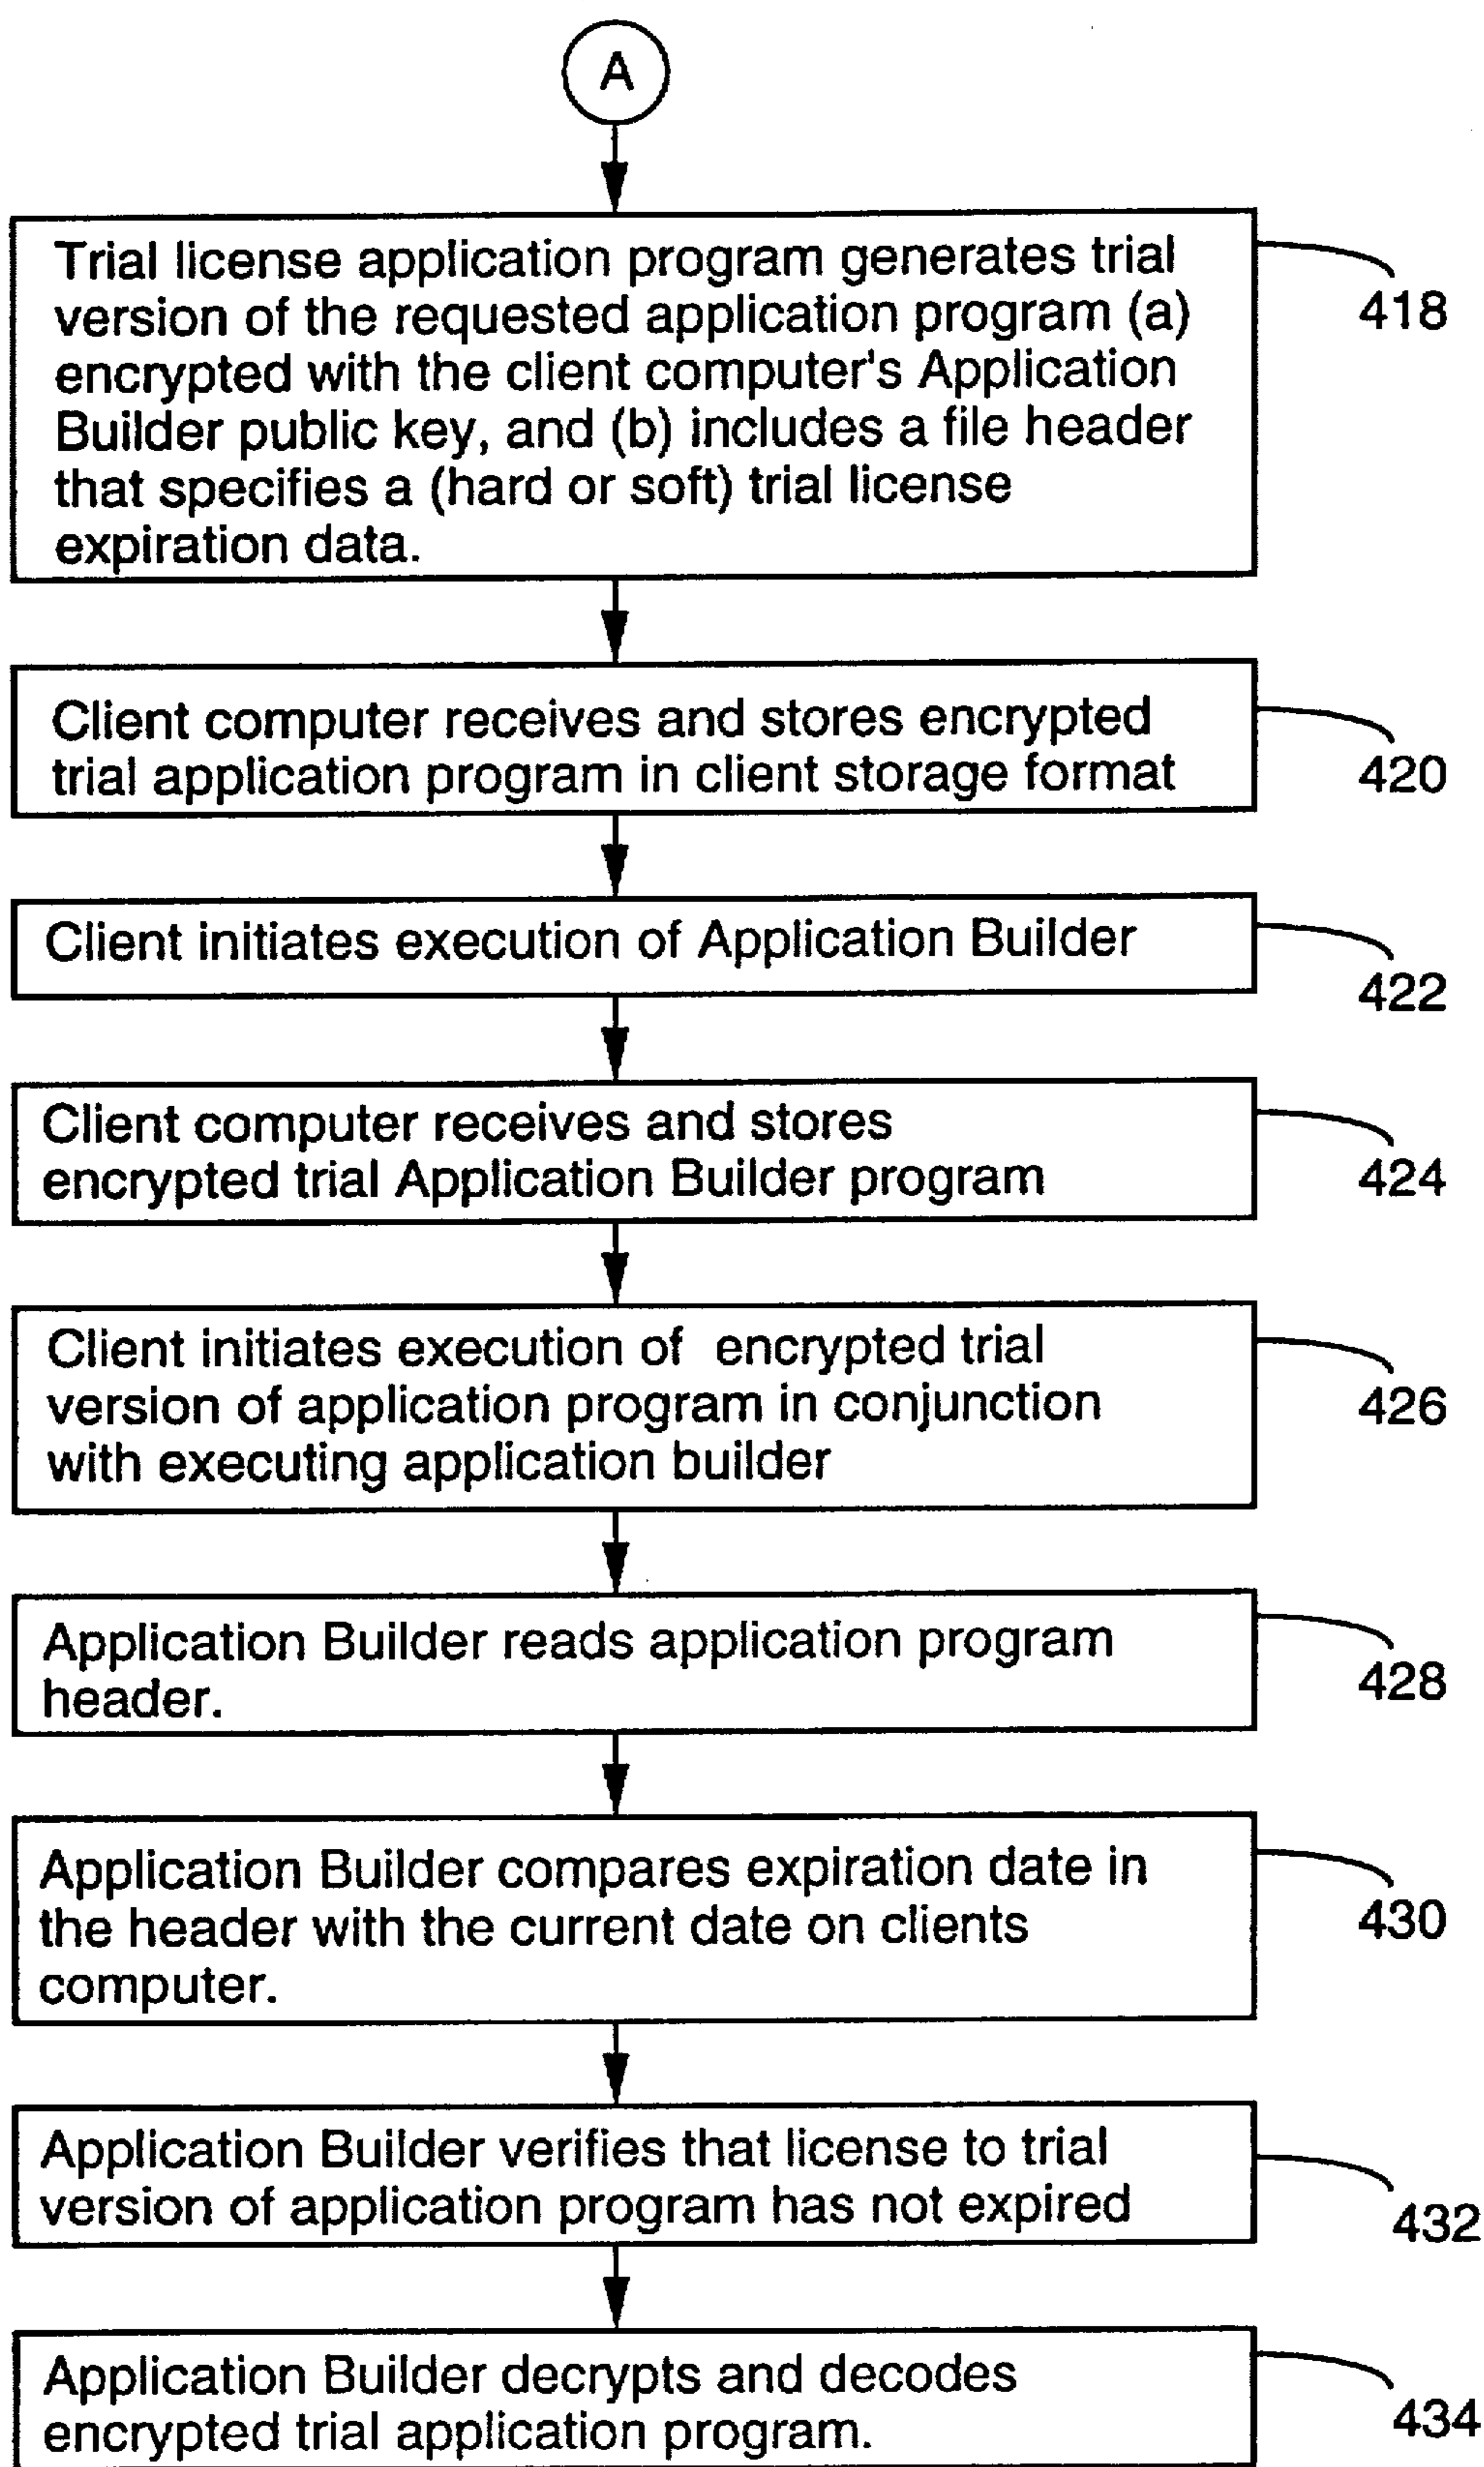 A
Trial license application program generates trial
version of the requested application program (a)
encrypted with the client computer's Application
Builder public key, and (b) includes a file header
that specifies a (hard or soft) trial license
expiration data.
418
Client computer receives and stores encrypted
trial application program in client storage format
420
Client initiates execution of Application Builder
422
Client computer receives and stores
encrypted trial Application Builder program
424
Client initiates execution of encrypted trial
version of application program in conjunction
with executing application builder
426
Application Builder reads application program
header.
428
Application Builder compares expiration date in
the header with the current date on clients
computer.
430
Application Builder verifies that license to trial
version of application program has not expired
432
Application Builder decrypts and decodes
encrypted trial application program.
434